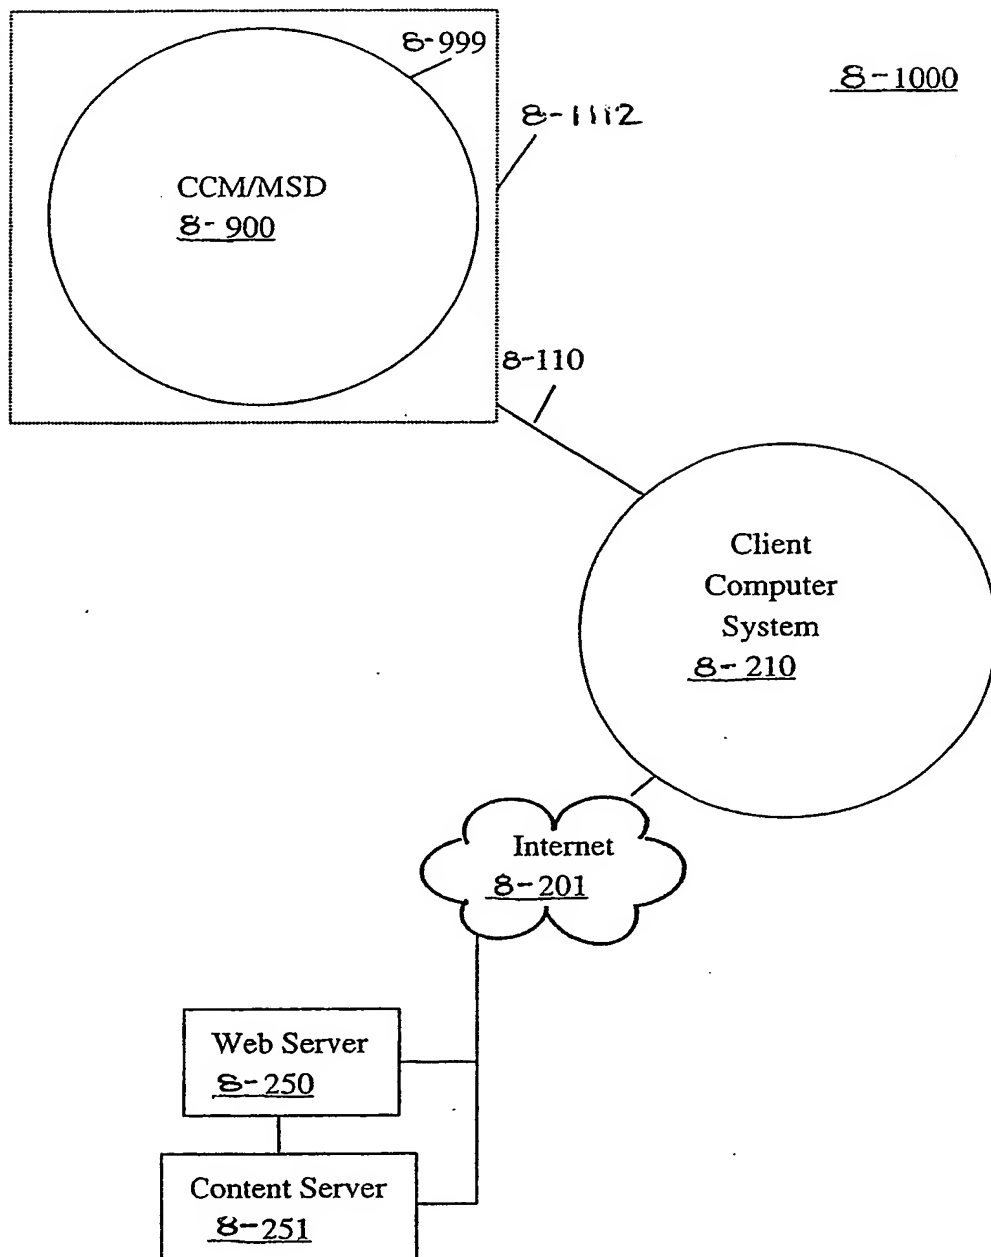 8-999
8-1000
8-1112
CCM/MSD
8-900
8-110
Client
Computer
System
8-210
Internet
8-201
Web Server
8-250
Content Server
8-251